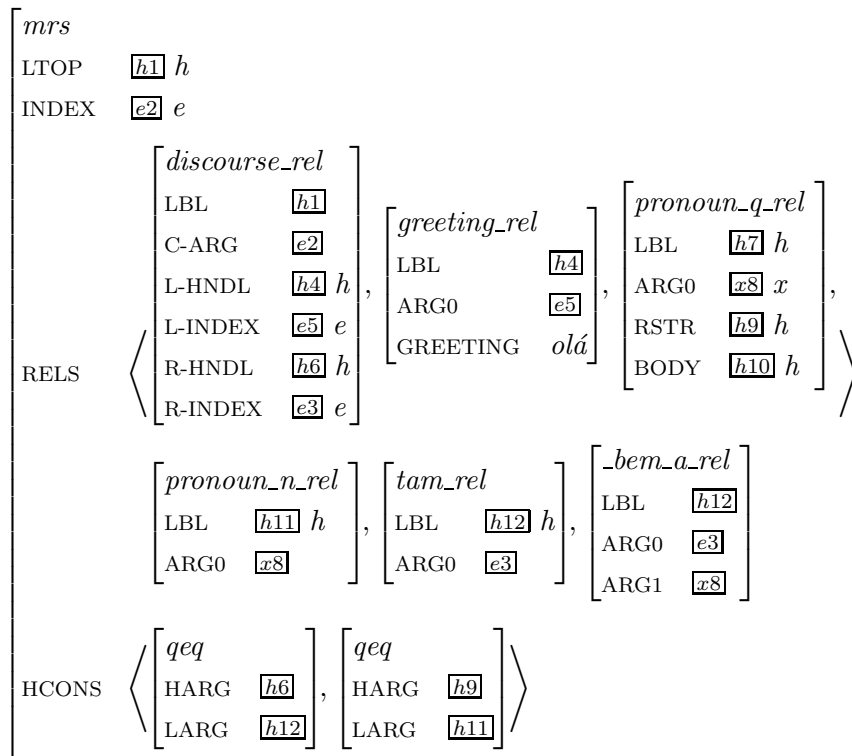 mrs
LTOP h1 h
INDEX e2 e
RELS
discourse_rel
LBL h1
C-ARG e2
L-HNDL h4 h
L-INDEX e5 e
R-HNDL h6 h
R-INDEX e3 e
,
greeting_rel
LBL h4
ARG0 e5
GREETING olá
,
pronoun_q_rel
LBL h7 h
ARG0 x8 x
RSTR h9 h
BODY h10 h
,
pronoun_n_rel
LBL h11 h
ARG0 x8
,
tam_rel
LBL h12 h
ARG0 e3
,
_bem_a_rel
LBL h12
ARG0 e3
ARG1 x8
HCONS
qeq
HARG h6
LARG h12
,
qeq
HARG h9
LARG h11